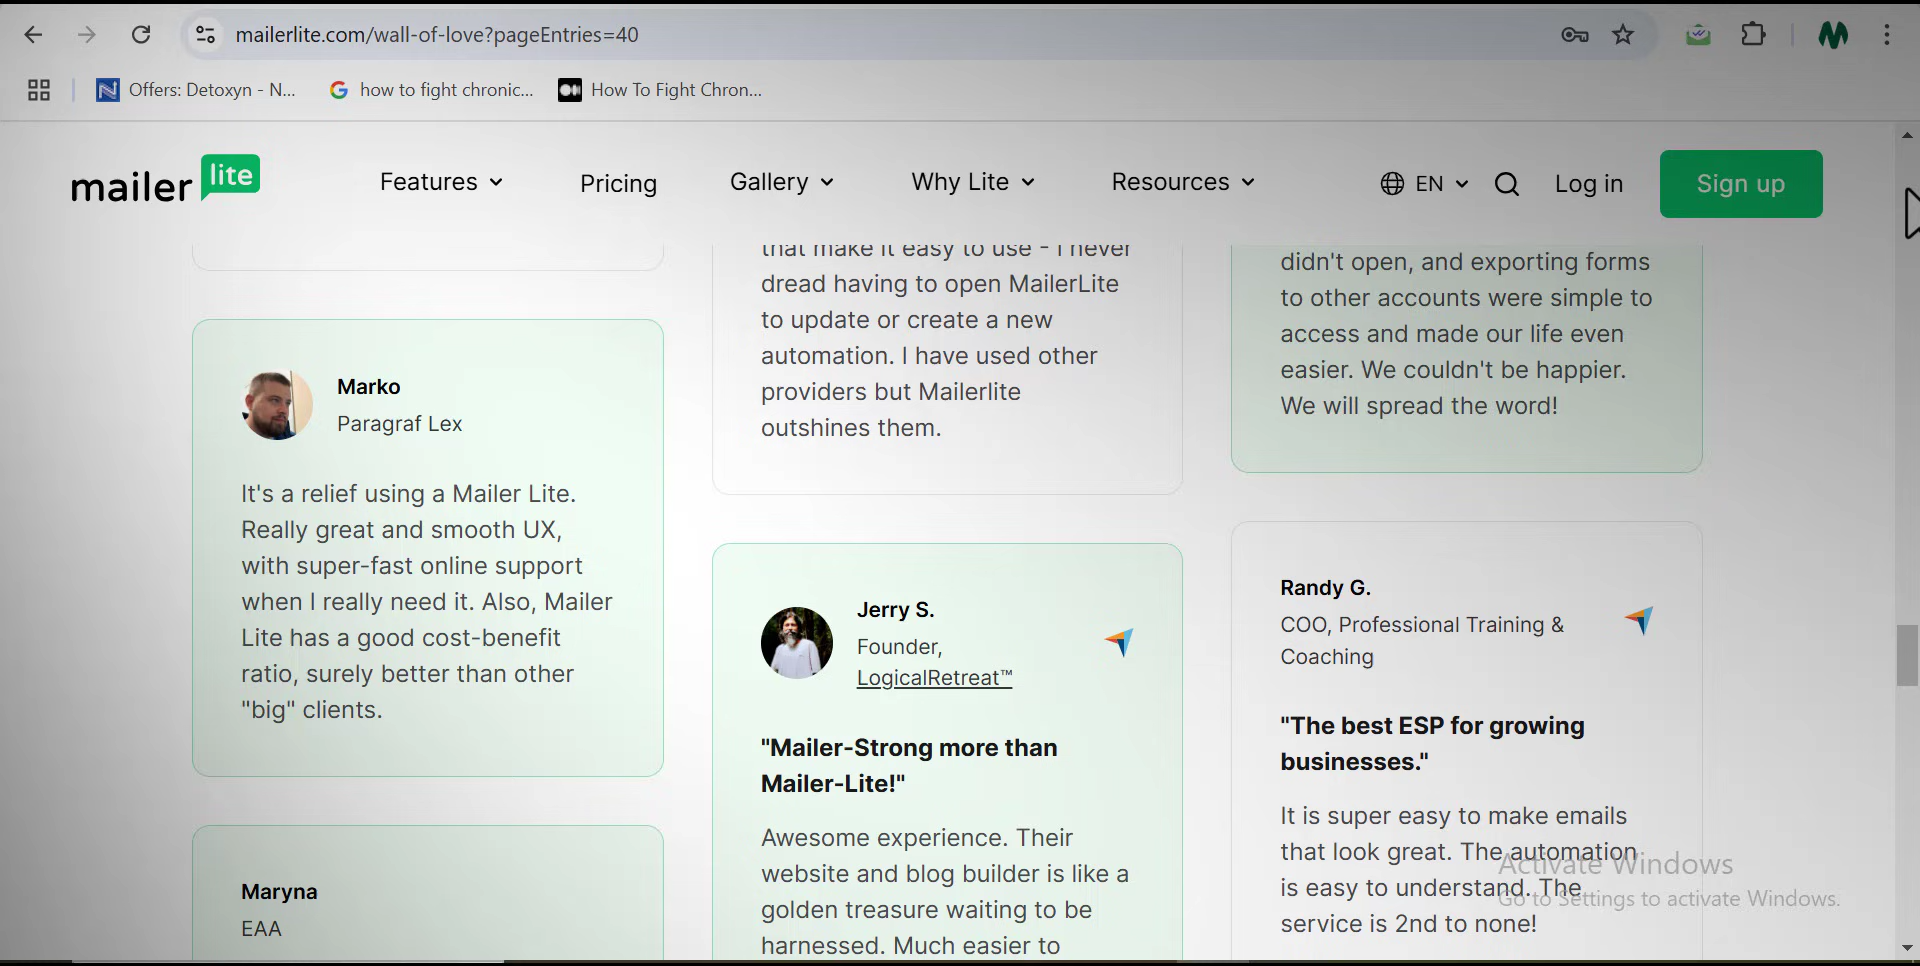 mailerlite.com/wall-of-love?pageEntries=40
Offers: Detoxyn - N...
how to fight chronic...
How To Fight Chron...
mailer lite
Features
Pricing
Gallery
Why Lite
Resources
EN
Log in
Sign up
Marko
Paragraf Lex
It's a relief using a Mailer Lite.
Really great and smooth UX,
with super-fast online support
when I really need it. Also, Mailer
Lite has a good cost-benefit
ratio, surely better than other
"big" clients.
Maryna
EAA
that make it easy to use - I never
dread having to open MailerLite
to update or create a new
automation. I have used other
providers but Mailerlite
outshines them.
Jerry S.
Founder,
LogicalRetreat™
"Mailer-Strong more than
Mailer-Lite!"
Awesome experience. Their
website and blog builder is like a
golden treasure waiting to be
harnessed. Much easier to
didn't open, and exporting forms
to other accounts were simple to
access and made our life even
easier. We couldn't be happier.
We will spread the word!
Randy G.
COO, Professional Training &
Coaching
"The best ESP for growing
businesses."
It is super easy to make emails
that look great. The automation
is easy to understand. The
service is 2nd to none!
Activate Windows
Go to Settings to activate Windows.